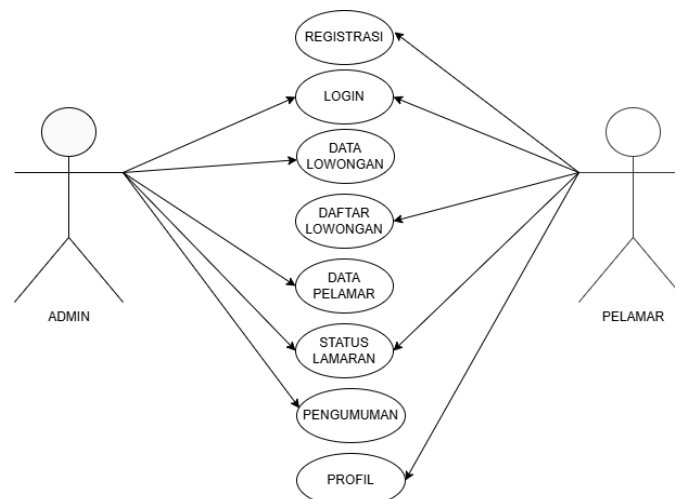 REGISTRASI
LOGIN
DATA
LOWONGAN
DAFTAR
LOWONGAN
DATA
PELAMAR
ADMIN
PELAMAR
STATUS
LAMARAN
PENGUMUMAN
PROFIL